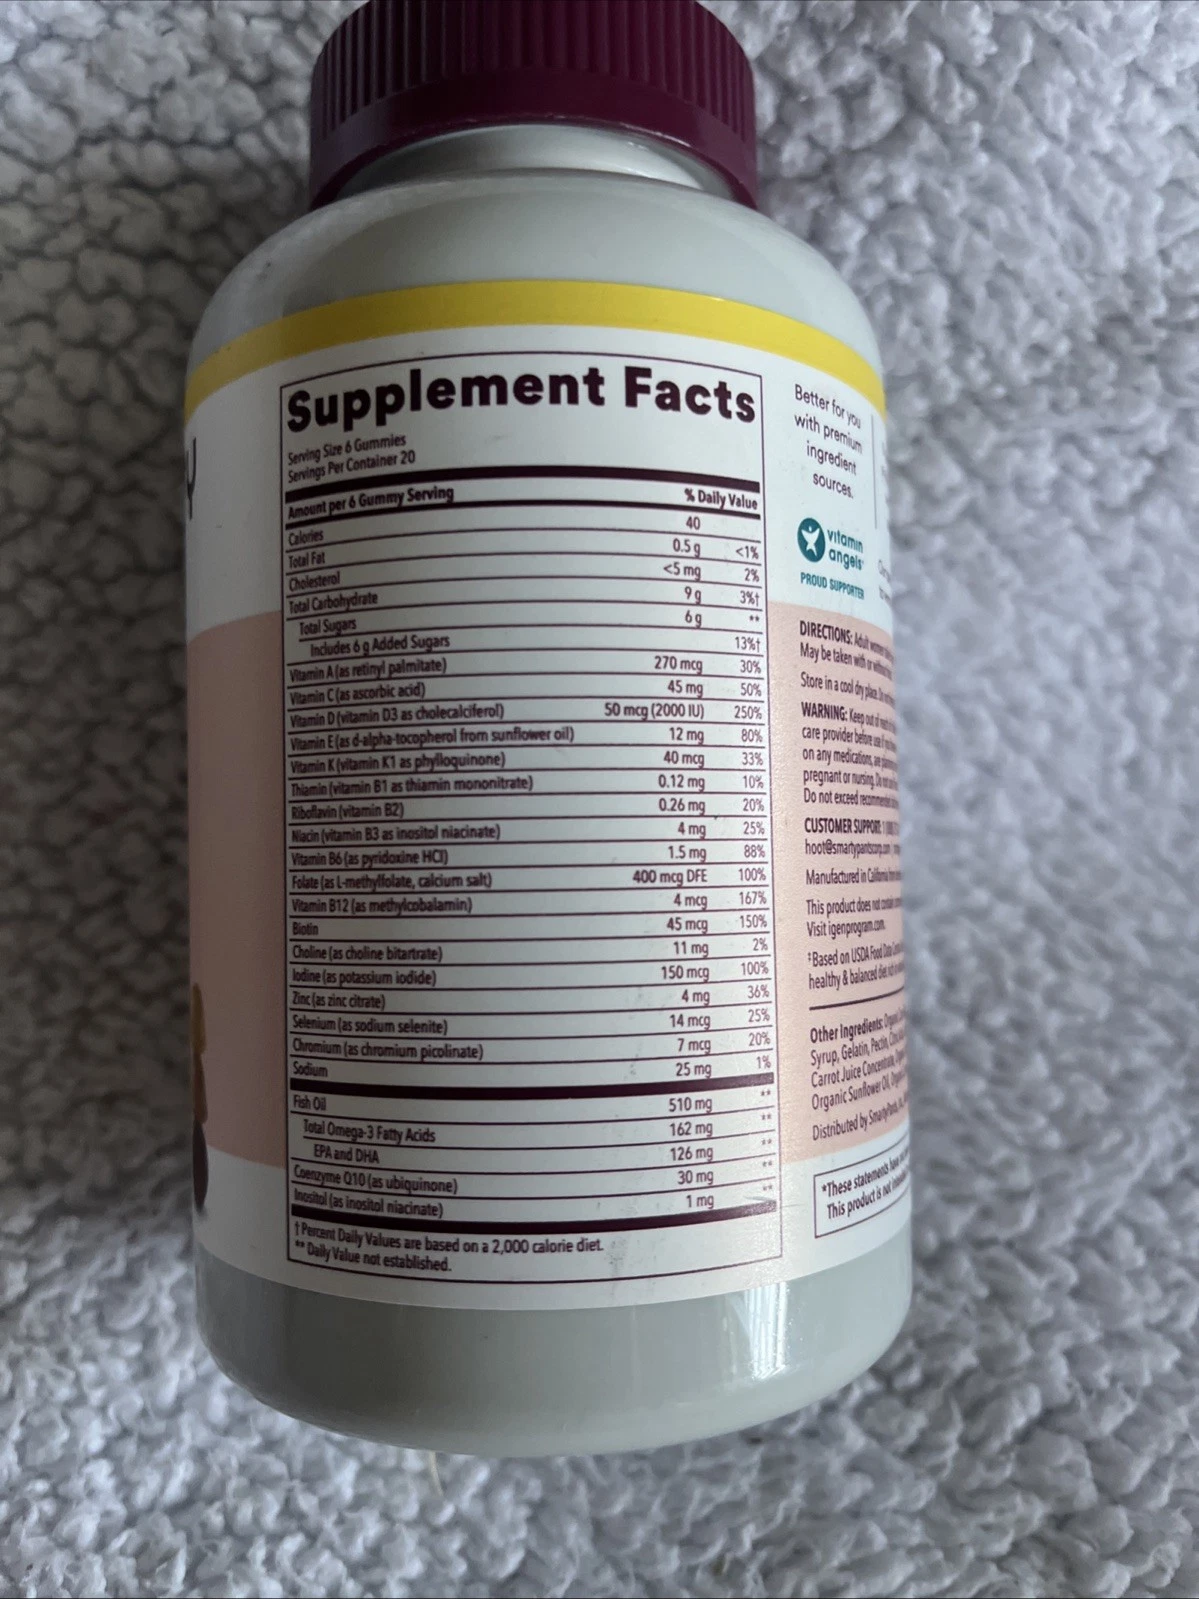 Supplement Facts
Serving Size 6 Gummies
Servings Per Container 20
Amount per 6 Gummy Serving % Daily Value
Calories 40
Total Fat 0.5 g <1%
Cholesterol <5 mg 2%
Total Carbohydrate 9 g 3%†
Total Sugars 6 g **
Includes 6 g Added Sugars 13%†
Vitamin A (as retinyl palmitate) 270 mcg 30%
Vitamin C (as ascorbic acid) 45 mg 50%
Vitamin D (vitamin D3 as cholecalciferol) 50 mcg (2000 IU) 250%
Vitamin E (as d-alpha-tocopherol from sunflower oil) 12 mg 80%
Vitamin K (vitamin K1 as phylloquinone) 40 mcg 33%
Thiamin (vitamin B1 as thiamin mononitrate) 0.12 mg 10%
Riboflavin (vitamin B2) 0.26 mg 20%
Niacin (vitamin B3 as inositol niacinate) 4 mg 25%
Vitamin B6 (as pyridoxine HCl) 1.5 mg 88%
Folate (as L-methylfolate, calcium salt) 400 mcg DFE 100%
Vitamin B12 (as methylcobalamin) 4 mcg 167%
Biotin 45 mcg 150%
Choline (as choline bitartrate) 11 mg 2%
Iodine (as potassium iodide) 150 mcg 100%
Zinc (as zinc citrate) 4 mg 36%
Selenium (as sodium selenite) 14 mcg 25%
Chromium (as chromium picolinate) 7 mcg 20%
Sodium 25 mg 1%
Fish Oil 510 mg **
Total Omega-3 Fatty Acids 162 mg **
EPA and DHA 126 mg **
Coenzyme Q10 (as ubiquinone) 30 mg **
Inositol (as inositol niacinate) 1 mg **
† Percent Daily Values are based on a 2,000 calorie diet.
** Daily Value not established.
Better for you
with premium
ingredient
sources.
vitamin
angels
PROUD SUPPORTER
DIRECTIONS: Adult women
May be taken with or
Store in a cool dry place.
WARNING: Keep out of
care provider before use if
on any medications, are
pregnant or nursing. Do not
Do not exceed
CUSTOMER SUPPORT:
hoot@smartypantscorp.com
Manufactured in California
This product does not contain
Visit igenprogram.com.
‡Based on USDA Food Data
healthy & balanced diet
Other Ingredients: Organic
Syrup, Gelatin, Pectin,
Carrot Juice Concentrate,
Organic Sunflower Oil,
Distributed by SmartyPants,
*These statements have
This product is not